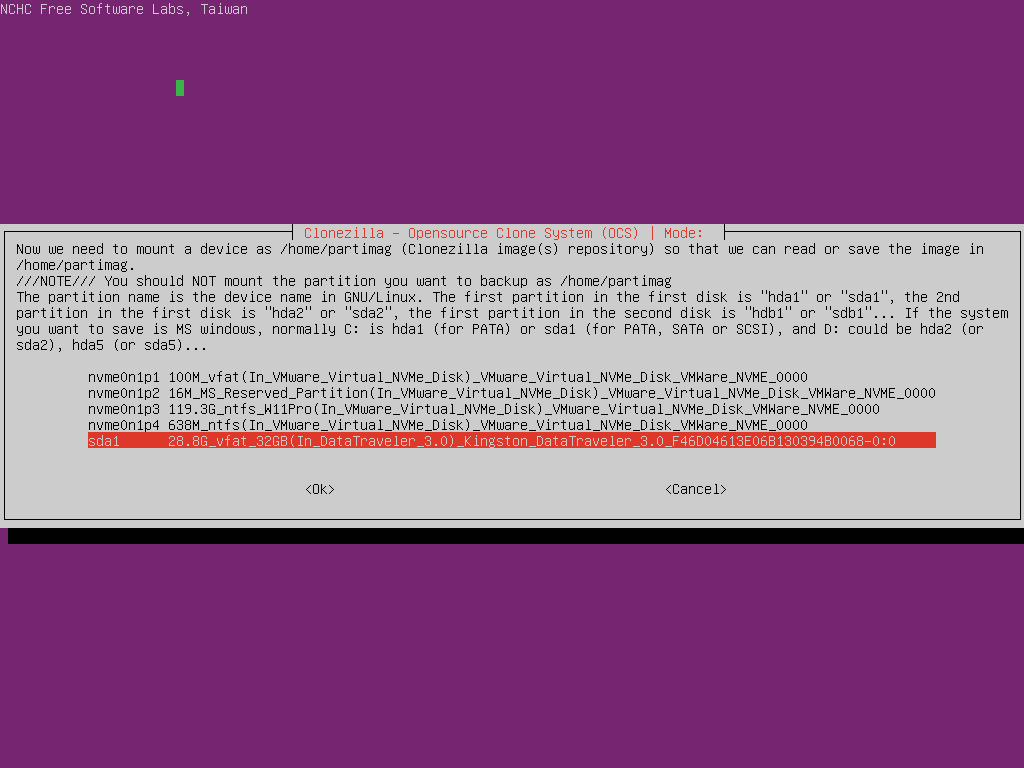 NCHC Free Software Labs, Taiwan
Clonezilla - Opensource Clone System (OCS) | Mode:
Now we need to mount a device as /home/partimag (Clonezilla image(s) repository) so that we can read or save the image in
/home/partimag.
///NOTE/// You should NOT mount the partition you want to backup as /home/partimag
The partition name is the device name in GNU/Linux. The first partition in the first disk is "hda1" or "sda1", the 2nd
partition in the first disk is "hda2" or "sda2", the first partition in the second disk is "hdb1" or "sdb1"... If the system
you want to save is MS windows, normally C: is hda1 (for PATA) or sda1 (for PATA, SATA or SCSI), and D: could be hda2 (or
sda2), hda5 (or sda5)...
nvme0n1p1 100M_vfat(In_VMware_Virtual_NVMe_Disk)_VMware_Virtual_NVMe_Disk_VMWare_NVME_0000
nvme0n1p2 16M_MS_Reserved_Partition(In_VMware_Virtual_NVMe_Disk)_VMware_Virtual_NVMe_Disk_VMWare_NVME_0000
nvme0n1p3 119.3G_ntfs_W11Pro(In_VMware_Virtual_NVMe_Disk)_VMware_Virtual_NVMe_Disk_VMWare_NVME_0000
nvme0n1p4 638M_ntfs(In_VMware_Virtual_NVMe_Disk)_VMware_Virtual_NVMe_Disk_VMWare_NVME_0000
sda1 28.8G_vfat_32GB(In_DataTraveler_3.0)_Kingston_DataTraveler_3.0_F46D04613E06B130394B0068-0:0
<Ok> <Cancel>